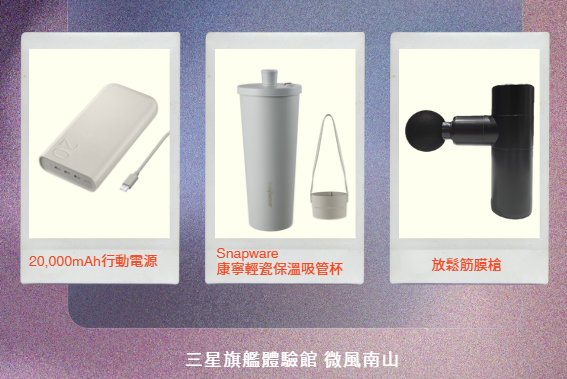 20
20,000mAh行動電源
Snapware
康寧輕瓷保溫吸管杯
放鬆筋膜槍
三星旗艦體驗館 微風南山